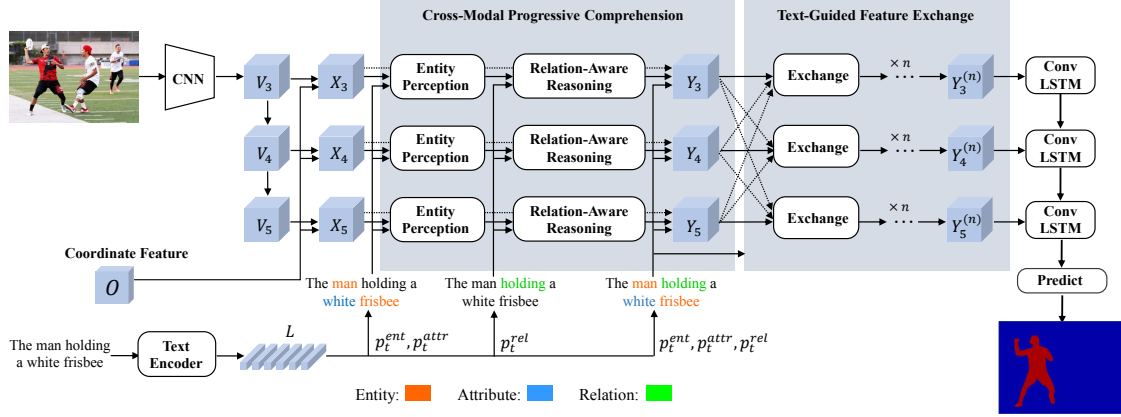 Cross-Modal Progressive Comprehension
Text-Guided Feature Exchange
CNN
V₃
X₃
Entity
Perception
Relation-Aware
Reasoning
Y₃
Exchange
× n
...
Y₃⁽ⁿ⁾
Conv
LSTM
V₄
X₄
Entity
Perception
Relation-Aware
Reasoning
Y₄
Exchange
× n
...
Y₄⁽ⁿ⁾
Conv
LSTM
V₅
X₅
Entity
Perception
Relation-Aware
Reasoning
Y₅
Exchange
× n
...
Y₅⁽ⁿ⁾
Conv
LSTM
Coordinate Feature
O
The man holding a
white frisbee
The man holding a
white frisbee
The man holding a
white frisbee
Predict
The man holding
a white frisbee
Text
Encoder
L
pₜᵉⁿᵗ, pₜᵃᵗᵗʳ
pₜʳᵉˡ
pₜᵉⁿᵗ, pₜᵃᵗᵗʳ, pₜʳᵉˡ
Entity:
Attribute:
Relation: